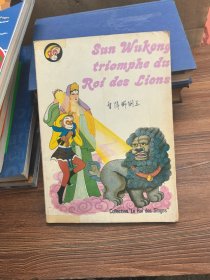 Sun Wukong
triomphe du
Roi des Lions
Collection "Le Roi des Singes"